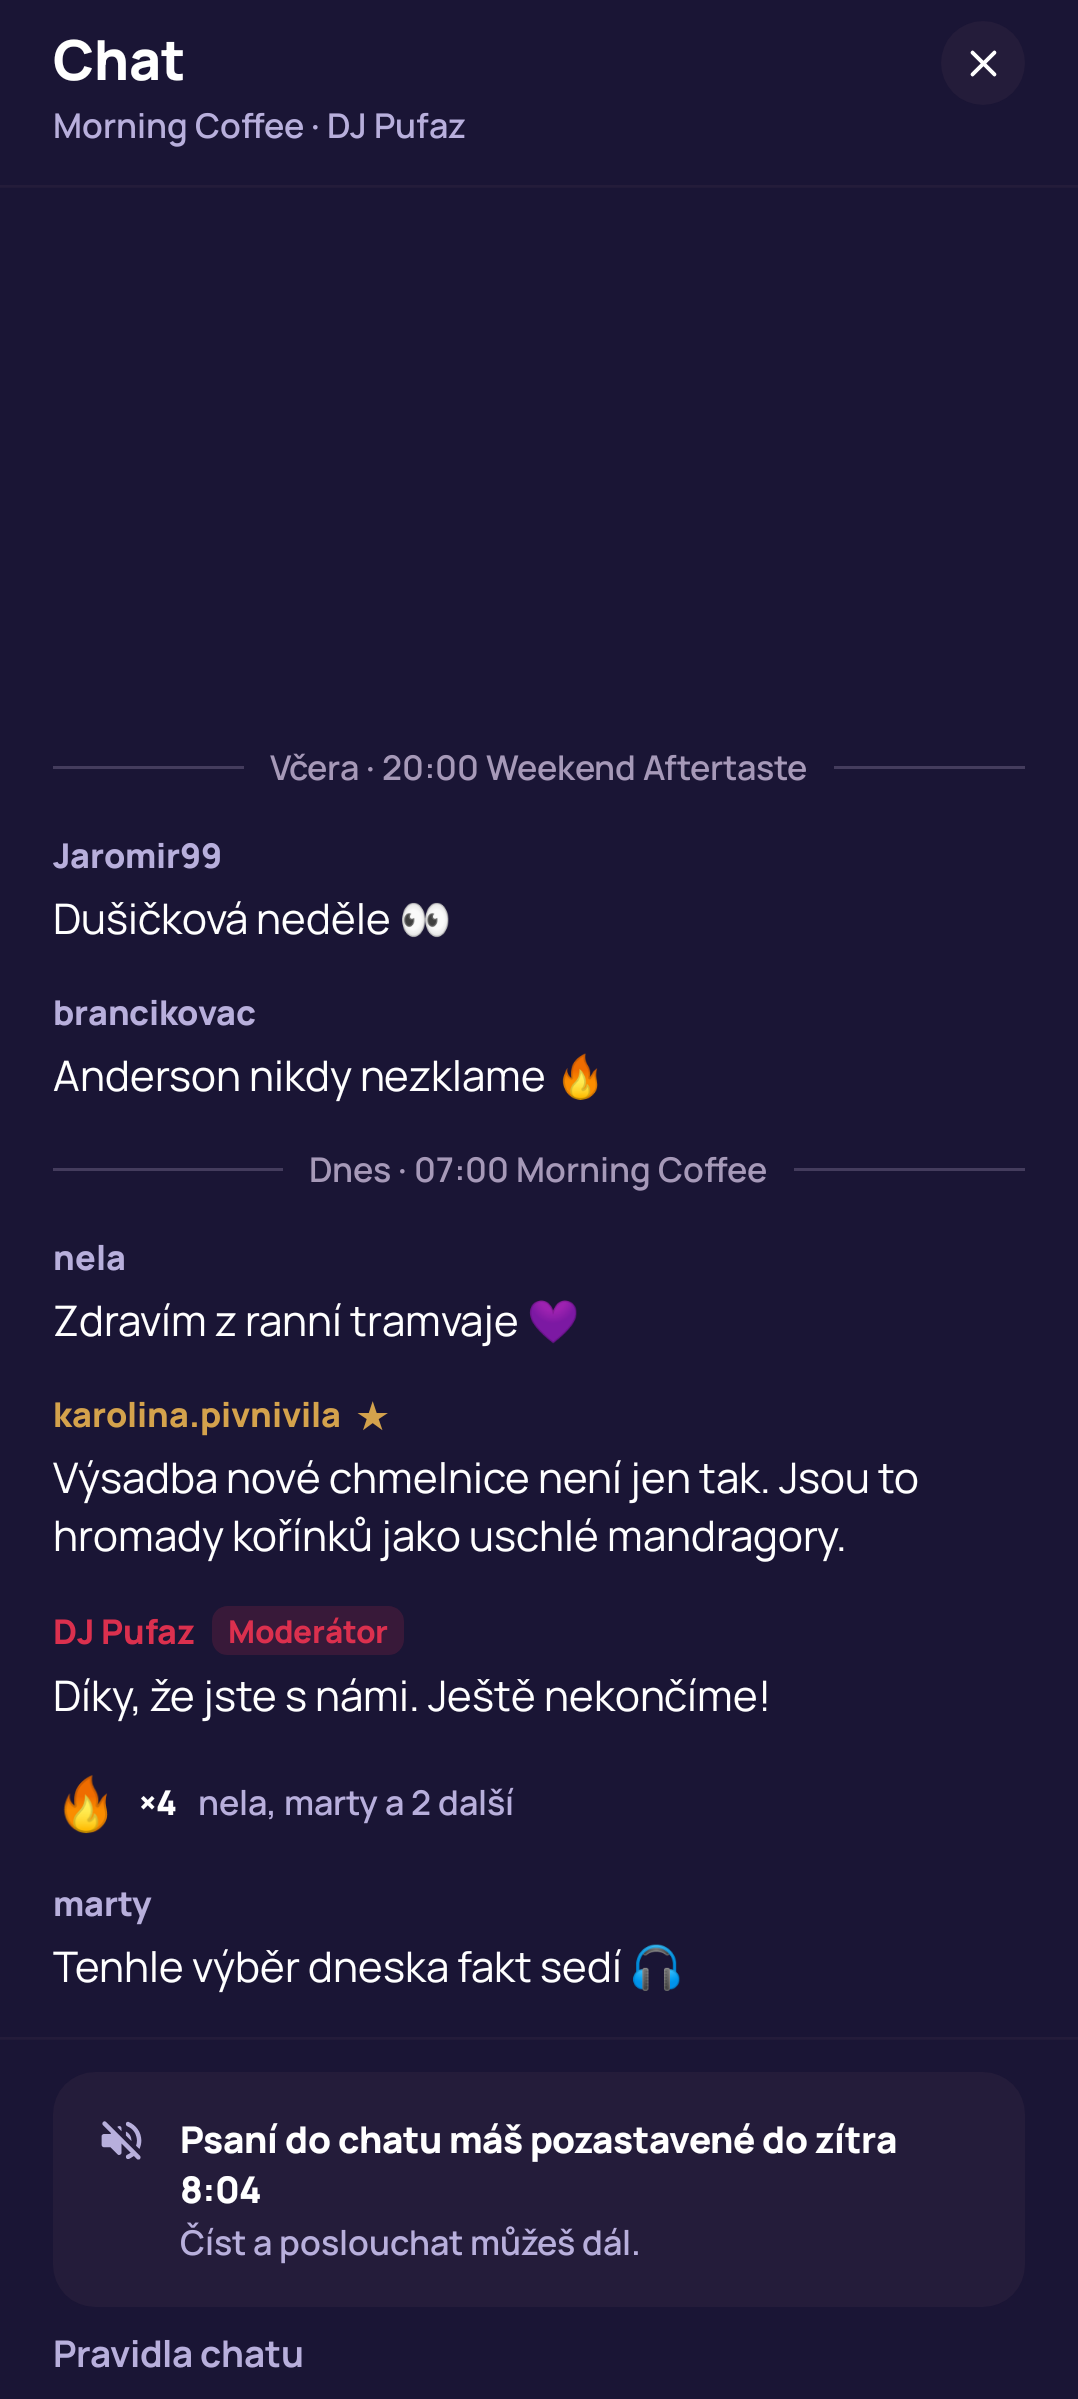 Chat
Morning Coffee · DJ Pufaz
Včera · 20:00 Weekend Aftertaste
Jaromir99
Dušičková neděle 👀
brancikovac
Anderson nikdy nezklame 🔥
Dnes · 07:00 Morning Coffee
nela
Zdravím z ranní tramvaje 💜
karolina.pivnivila ★
Výsadba nové chmelnice není jen tak. Jsou to
hromady kořínků jako uschlé mandragory.
DJ Pufaz Moderátor
Díky, že jste s námi. Ještě nekončíme!
🔥 ×4 nela, marty a 2 další
marty
Tenhle výběr dneska fakt sedí 🎧
Psaní do chatu máš pozastavené do zítra
8:04
Číst a poslouchat můžeš dál.
Pravidla chatu